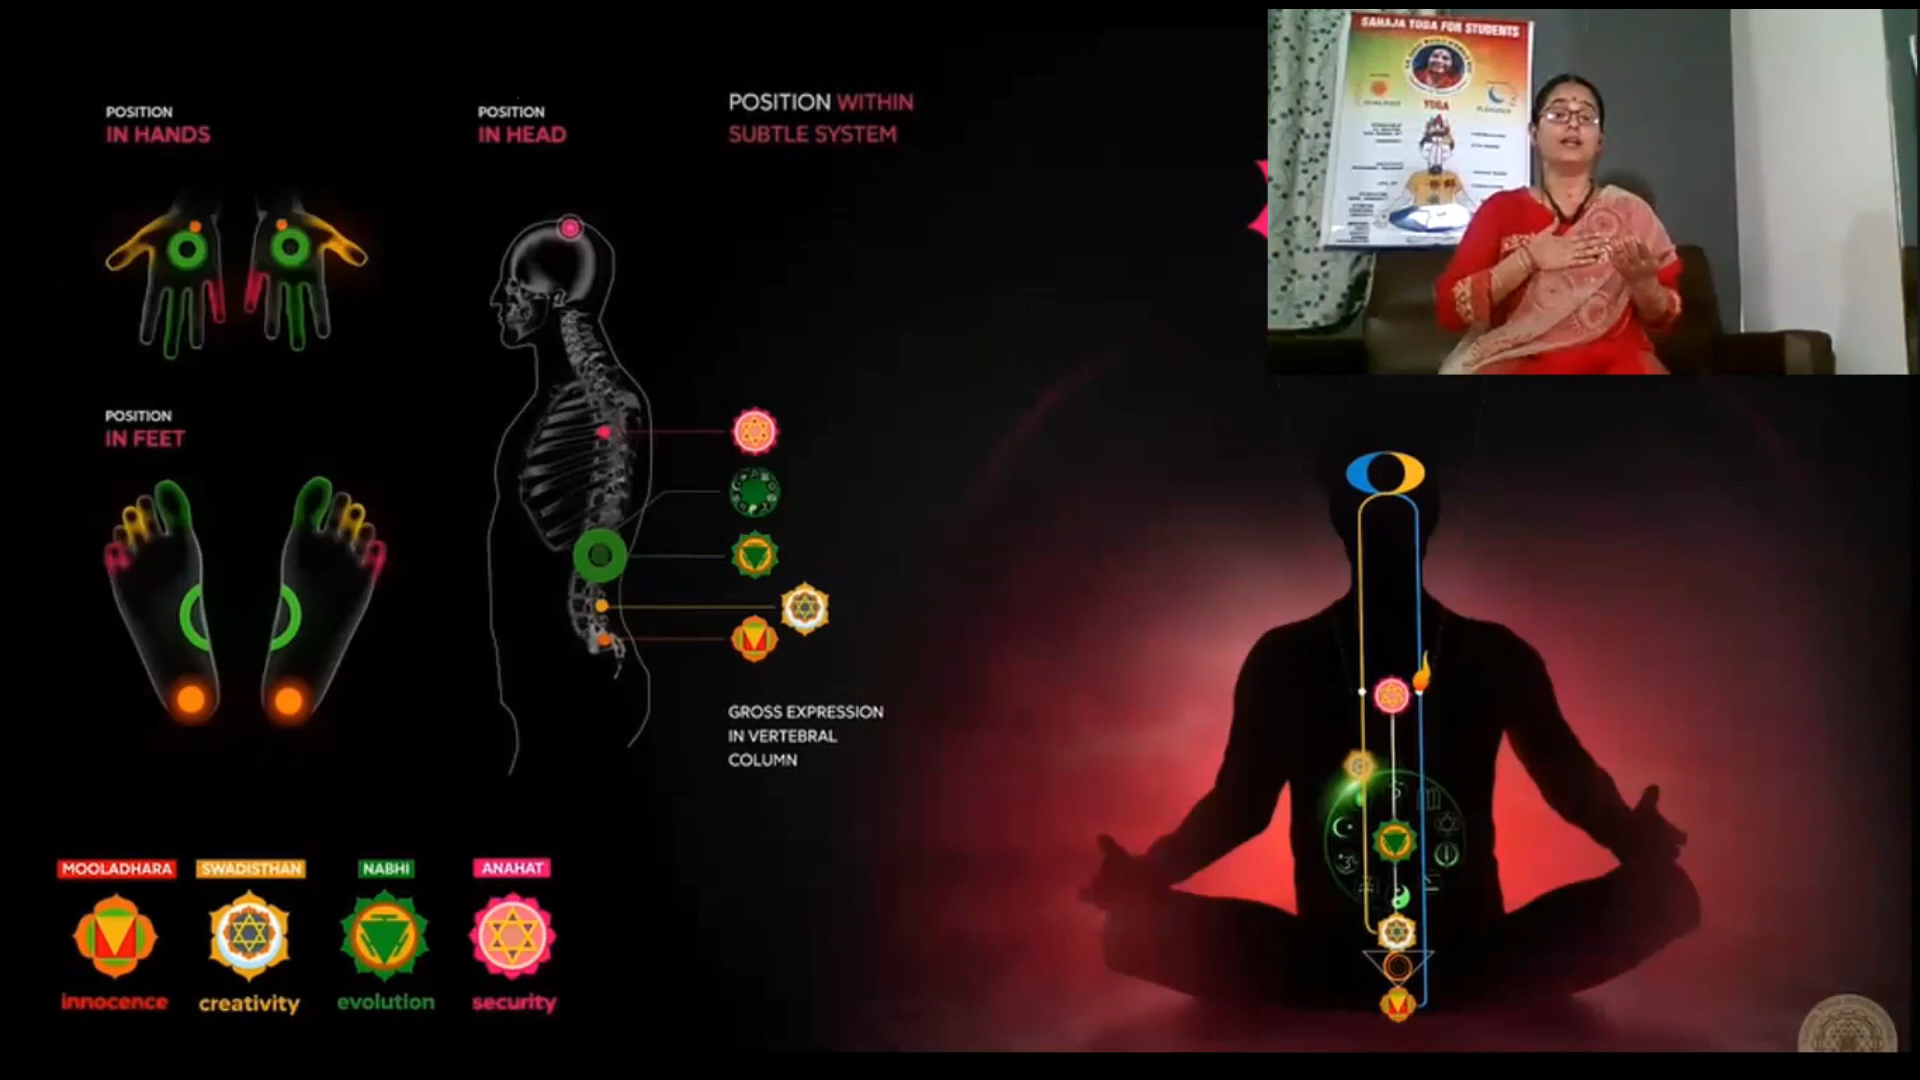 POSITION
IN HANDS
POSITION
IN HEAD
POSITION WITHIN
SUBTLE SYSTEM
SAHAJA YOGA FOR STUDENTS
YOGA
POSITION
IN FEET
GROSS EXPRESSION
IN VERTEBRAL
COLUMN
MOOLADHARA
SWADISTHAN
NABHI
ANAHAT
innocence
creativity
evolution
security